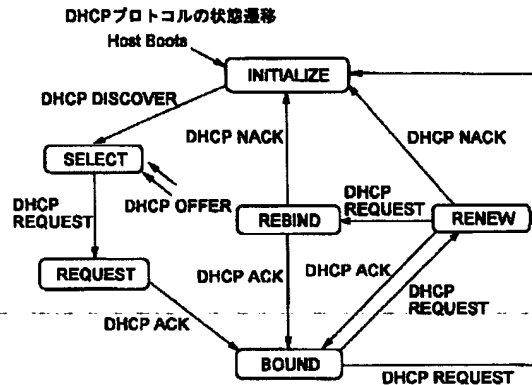 DHCPプロトコルの状態遷移
Host Boots
INITIALIZE
DHCP DISCOVER
DHCP NACK
DHCP NACK
SELECT
DHCP OFFER
DHCP
REQUEST
REBIND
DHCP
REQUEST
RENEW
REQUEST
DHCP ACK
DHCP ACK
DHCP
REQUEST
DHCP ACK
BOUND
DHCP REQUEST